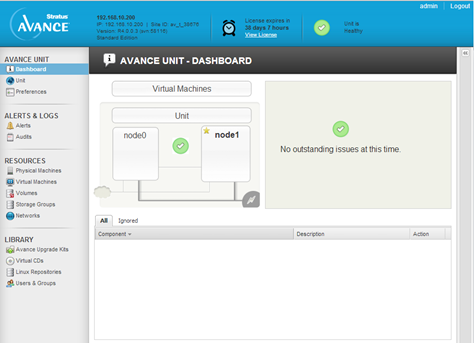 admin | Logout
Stratus
AVANCE
192.168.10.200
IP: 192.168.10.200 | Site ID: av_t_39576
Version: R4.0.0.3 (svn:58116)
Standard Edition
License expires in
38 days 7 hours
View License
Unit is
Healthy
AVANCE UNIT
Dashboard
Unit
Preferences
ALERTS & LOGS
Alerts
Audits
RESOURCES
Physical Machines
Virtual Machines
Volumes
Storage Groups
Networks
LIBRARY
Avance Upgrade Kits
Virtual CDs
Linux Repositories
Users & Groups
AVANCE UNIT - DASHBOARD
Virtual Machines
Unit
node0
node1
No outstanding issues at this time.
All
Ignored
Component
Description
Action